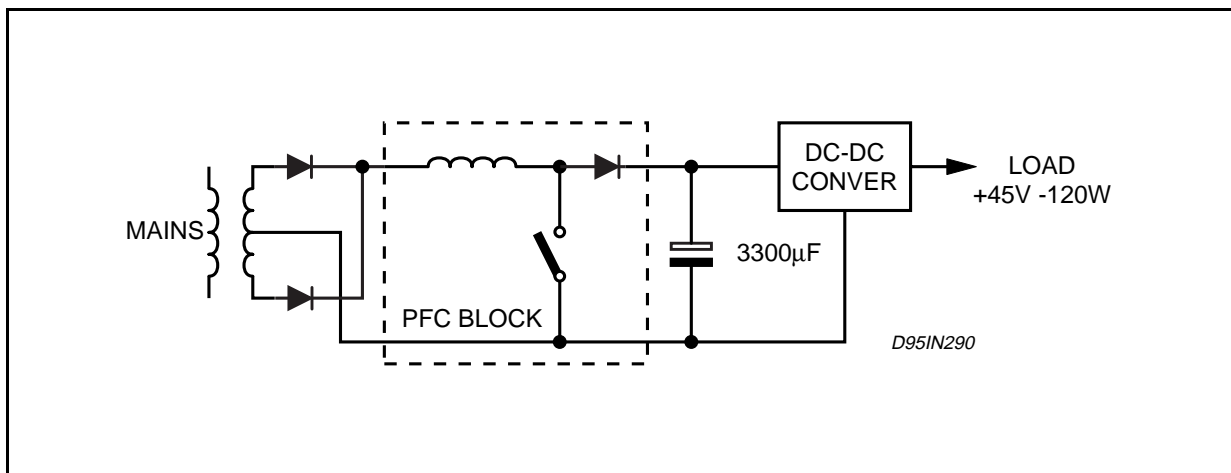 MAINS
PFC BLOCK
3300μF
DC-DC
CONVER
LOAD
+45V -120W
D95IN290